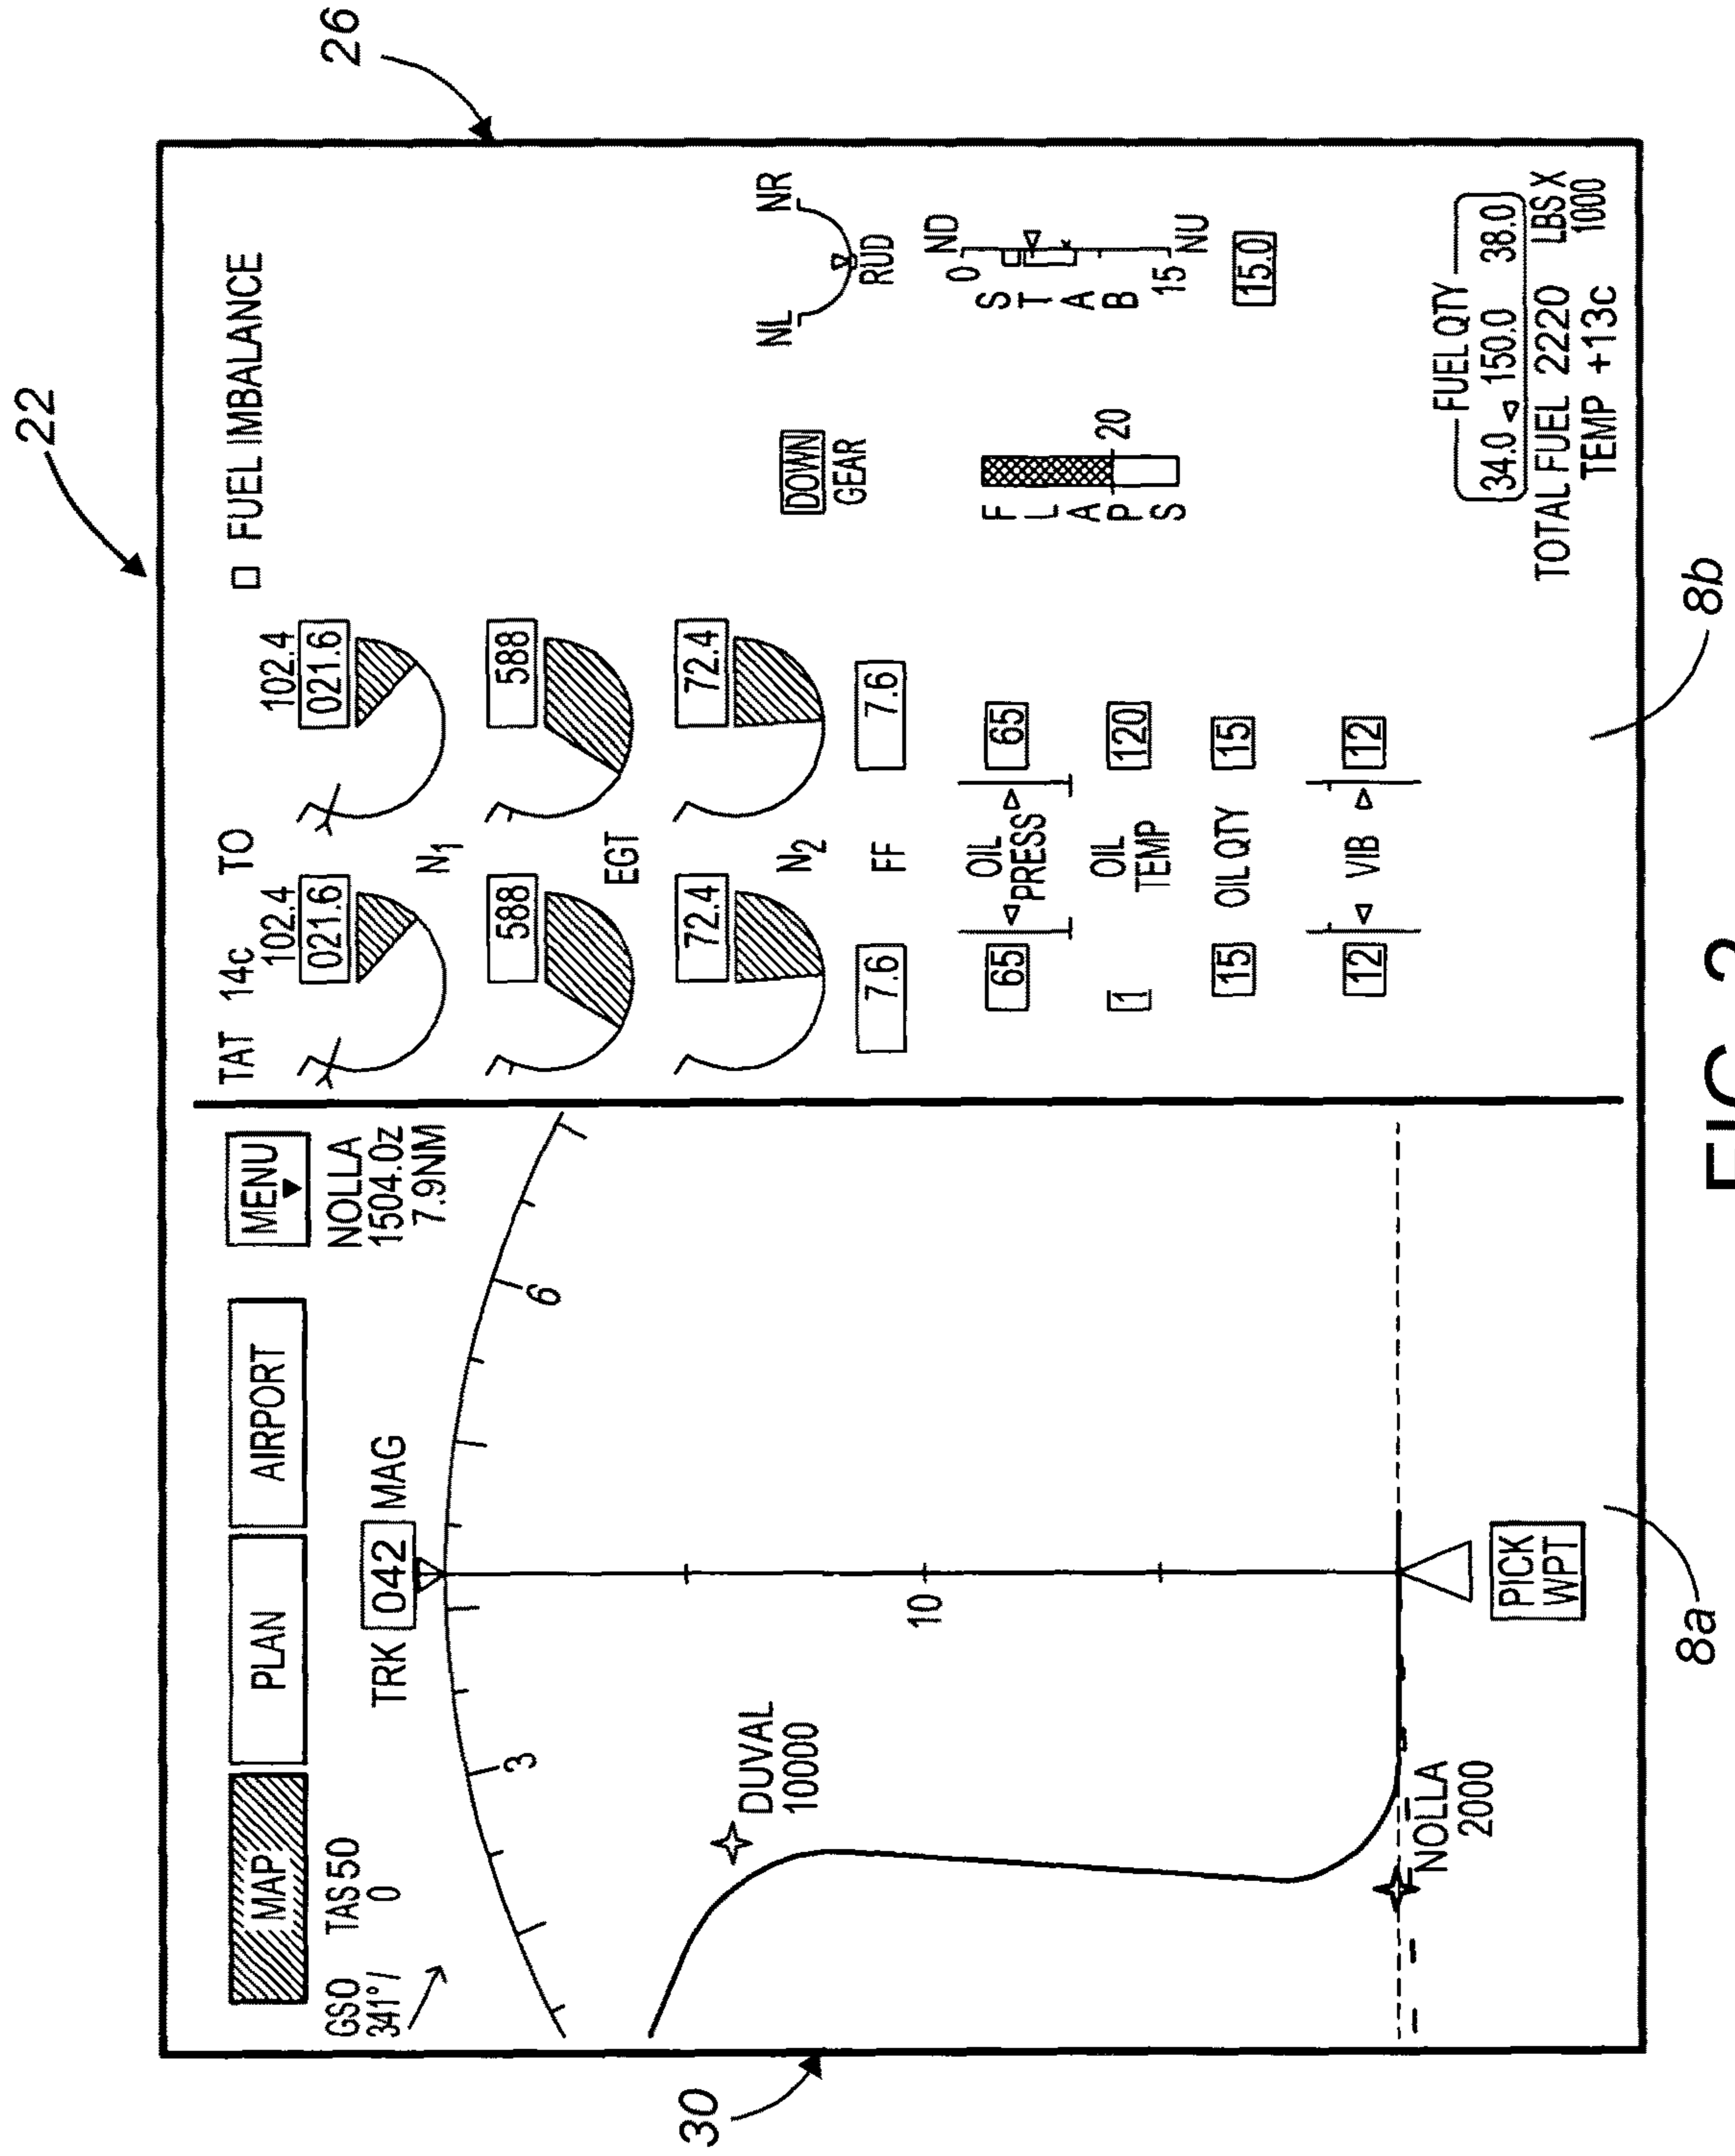 22
26
30
MAP
PLAN
AIRPORT
MENU
GS0 TAS50
341°/ 0
NOLLA
1504.0z
7.9NM
TRK 042 MAG
3
6
10
DUVAL
10000
NOLLA
2000
PICK
WPT
8a
TAT 14c TO
102.4 102.4
021.6 021.6
N1
588 588
EGT
72.4 72.4
N2
7.6 FF 7.6
65 OIL PRESS 65
1 OIL TEMP 120
15 OIL QTY 15
12 VIB 12
FUEL IMBALANCE
DOWN
GEAR
NL NR
RUD
FLAPS
20
ND
0
STAB
15
NU
15.0
FUEL QTY
34.0 150.0 38.0
TOTAL FUEL 2220 LBS X
1000
TEMP +13c
8b